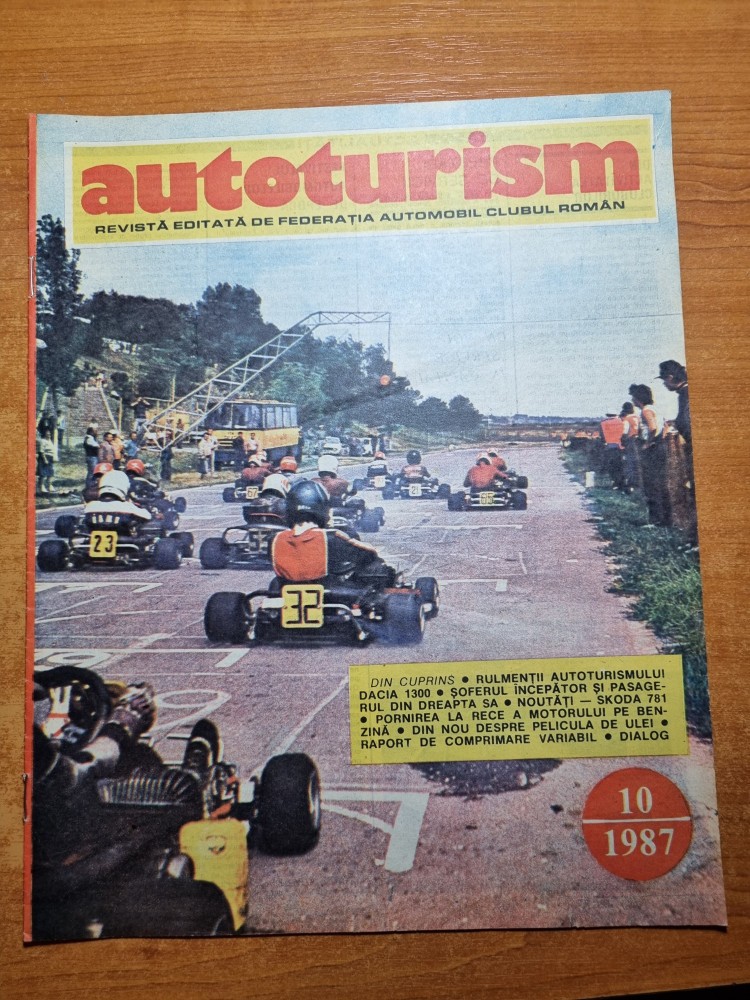 autoturism
REVISTĂ EDITATĂ DE FEDERAȚIA AUTOMOBIL CLUBUL ROMÂN
23
21
32
DIN CUPRINS • RULMENȚII AUTOTURISMULUI
DACIA 1300 • ȘOFERUL ÎNCEPĂTOR ȘI PASAGE-
RUL DIN DREAPTA SA • NOUTĂȚI — SKODA 781
• PORNIREA LA RECE A MOTORULUI PE BEN-
ZINĂ • DIN NOU DESPRE PELICULA DE ULEI •
RAPORT DE COMPRIMARE VARIABIL • DIALOG
10
1987